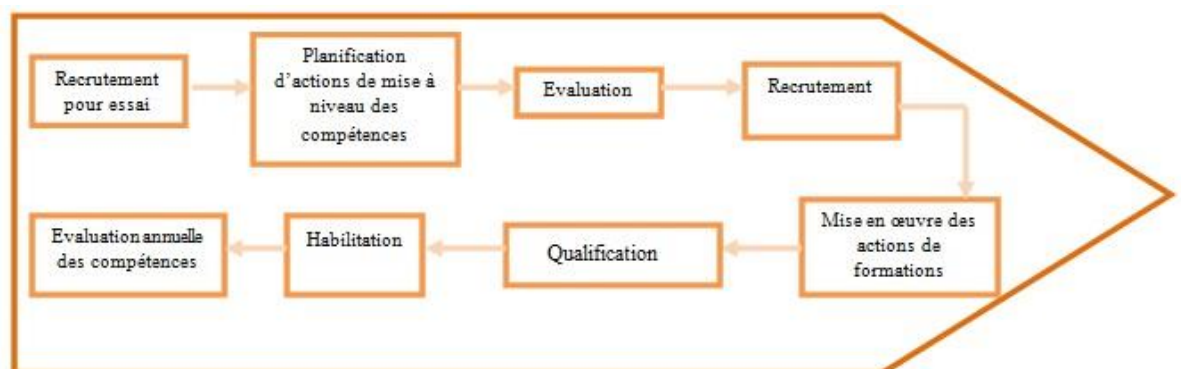 Recrutement
pour essai
Planification
d'actions de mise à
niveau des
compétences
Evaluation
Recrutement
Mise en œuvre des
actions de
formations
Qualification
Habilitation
Evaluation annuelle
des compétences